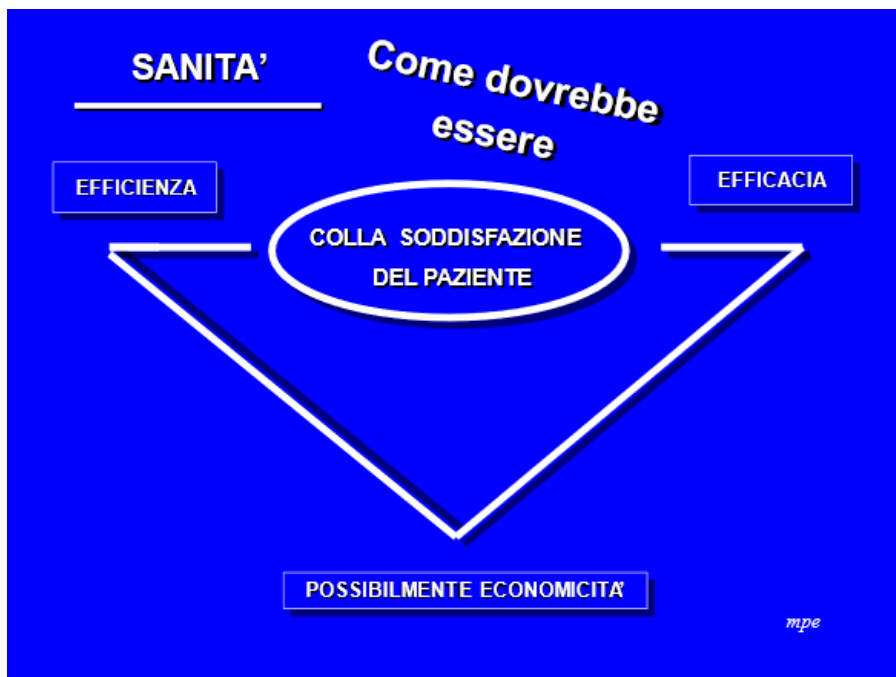 SANITA’
Come dovrebbe
essere
EFFICIENZA
EFFICACIA
COLLA SODDISFAZIONE
DEL PAZIENTE
POSSIBILMENTE ECONOMICITA’
mpe